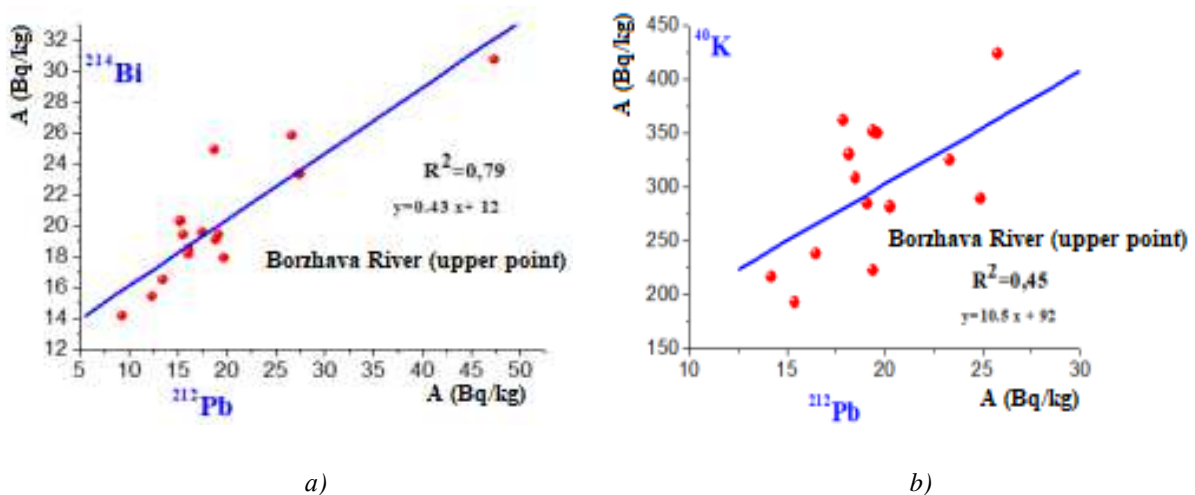 A (Bq/kg)
32
30
28
26
24
22
20
18
16
14
12
²¹⁴Bi
R²=0,79
y=0.43 x+ 12
Borzhava River (upper point)
5 10 15 20 25 30 35 40 45 50
²¹²Pb
A (Bq/kg)
a)
A (Bq/kg)
450
400
350
300
250
200
150
⁴⁰K
Borzhava River (upper point)
R²=0,45
y=10.5 x + 92
10 15 20 25 30
²¹²Pb
A (Bq/kg)
b)